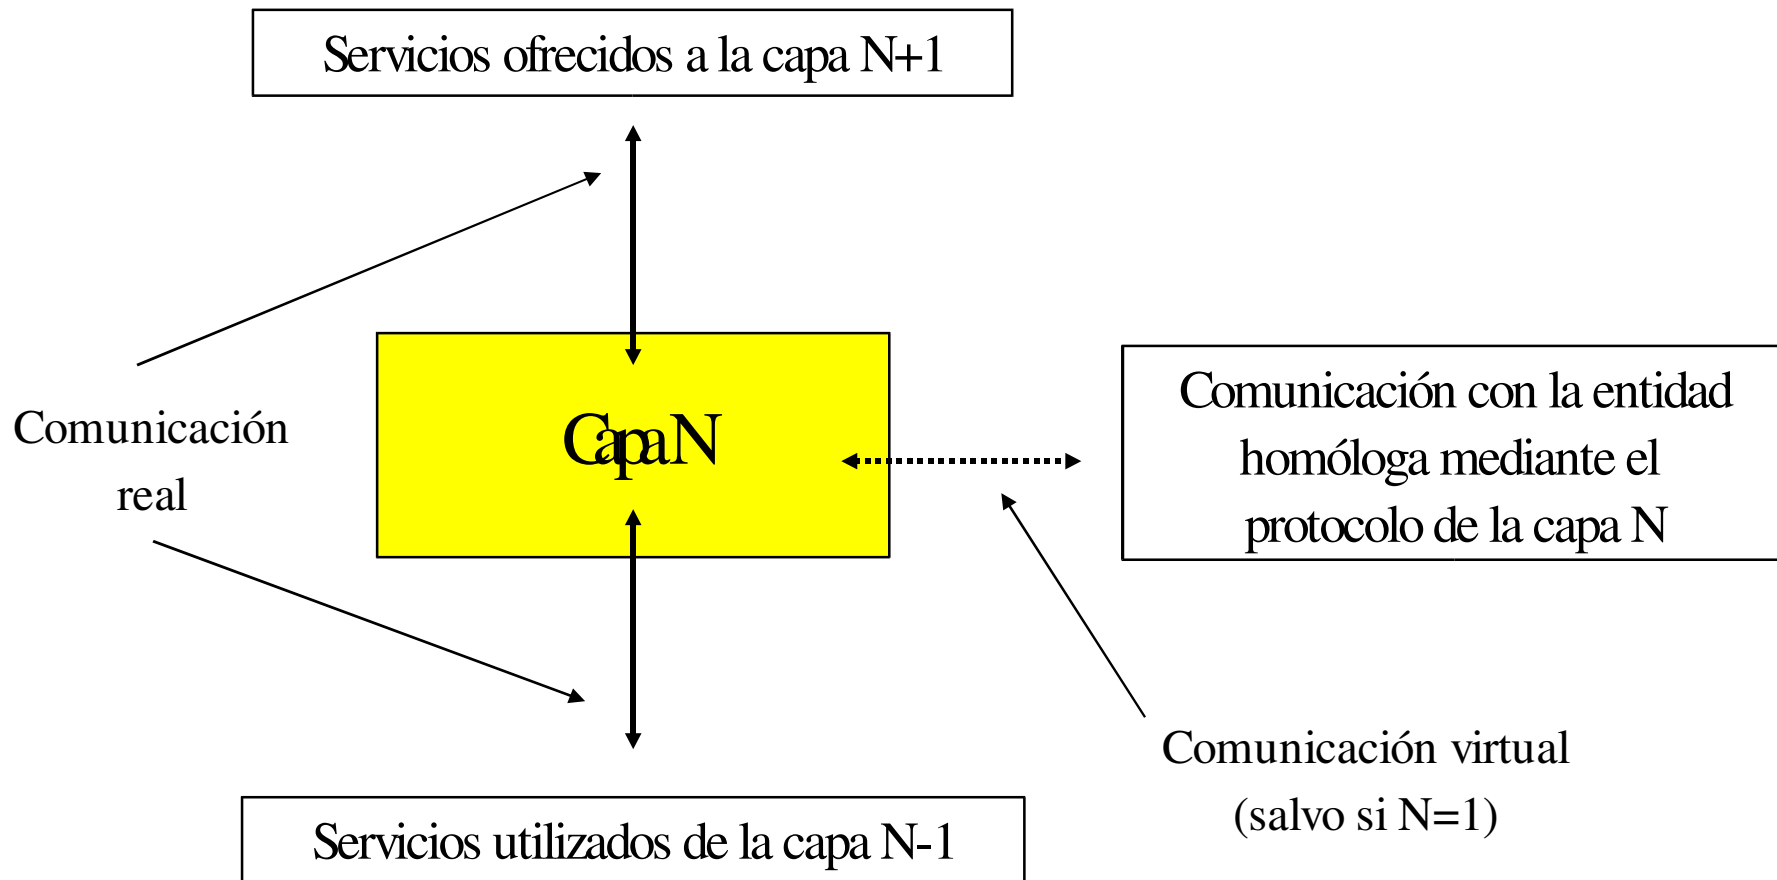 Servicios ofrecidos a la capa N+1
Comunicación
real
Capa N
Comunicación con la entidad
homóloga mediante el
protocolo de la capa N
Comunicación virtual
(salvo si N=1)
Servicios utilizados de la capa N-1